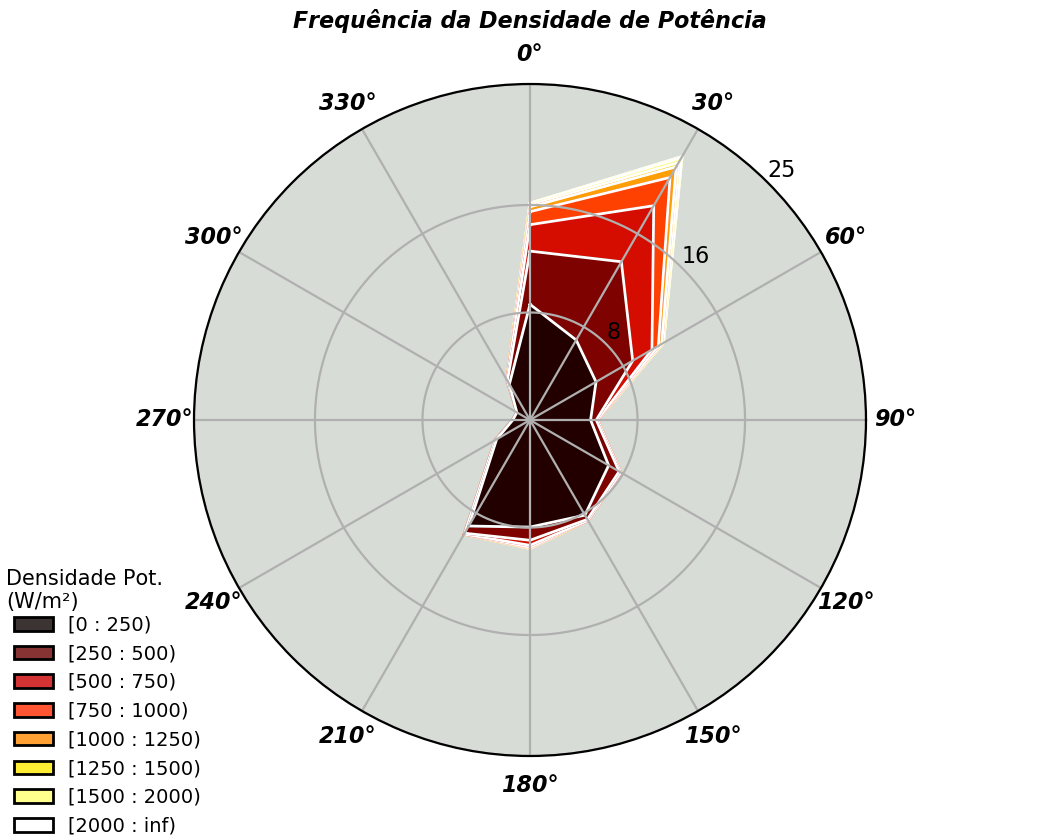 Frequência da Densidade de Potência
0°
330°
30°
25
300°
60°
16
8
270°
90°
240°
120°
210°
150°
180°
Densidade Pot.
(W/m²)
[0 : 250)
[250 : 500)
[500 : 750)
[750 : 1000)
[1000 : 1250)
[1250 : 1500)
[1500 : 2000)
[2000 : inf)